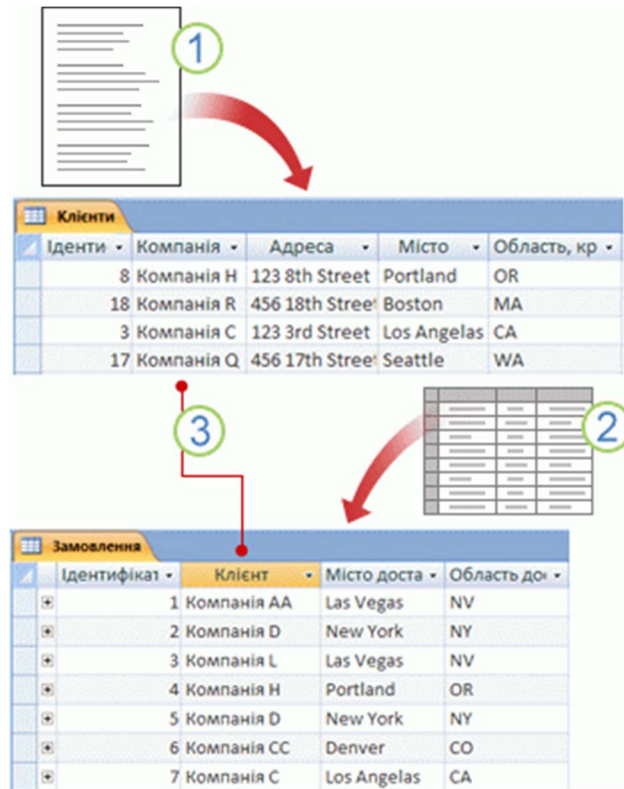 1
Клієнти
Іденти Компанія Адреса Місто Область, кр
8 Компанія H 123 8th Street Portland OR
18 Компанія R 456 18th Stree Boston MA
3 Компанія C 123 3rd Street Los Angelas CA
17 Компанія Q 456 17th Stree Seattle WA
3
2
Замовлення
Ідентифікат Клієнт Місто доста Область до
1 Компанія AA Las Vegas NV
2 Компанія D New York NY
3 Компанія L Las Vegas NV
4 Компанія H Portland OR
5 Компанія D New York NY
6 Компанія CC Denver CO
7 Компанія C Los Angelas CA